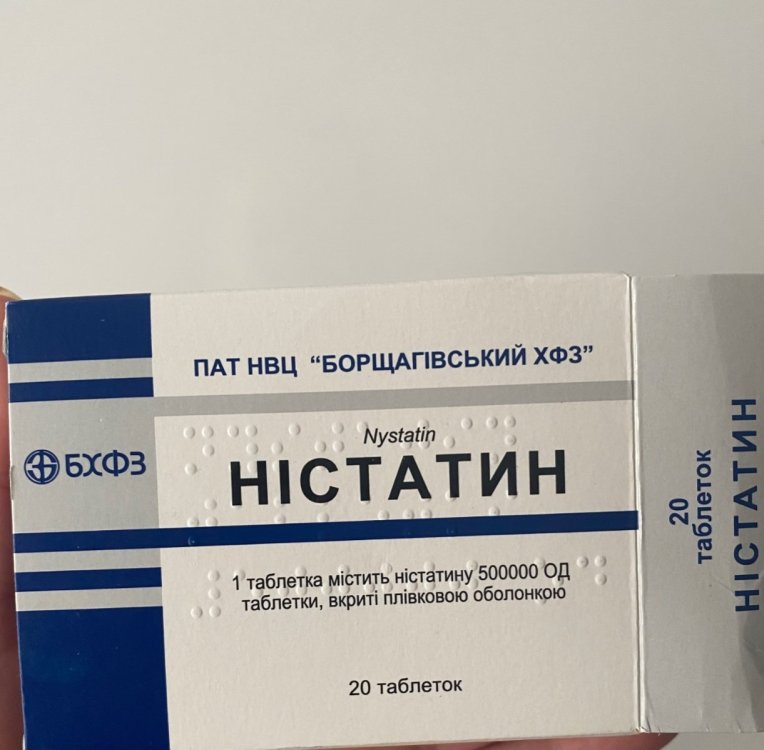 ПАТ НВЦ “БОРЩАГІВСЬКИЙ ХФЗ”
БХФЗ
Nystatin
НІСТАТИН
1 таблетка містить ністатину 500000 ОД
таблетки, вкриті плівковою оболонкою
20 таблеток
20
таблеток
НІСТАТИН